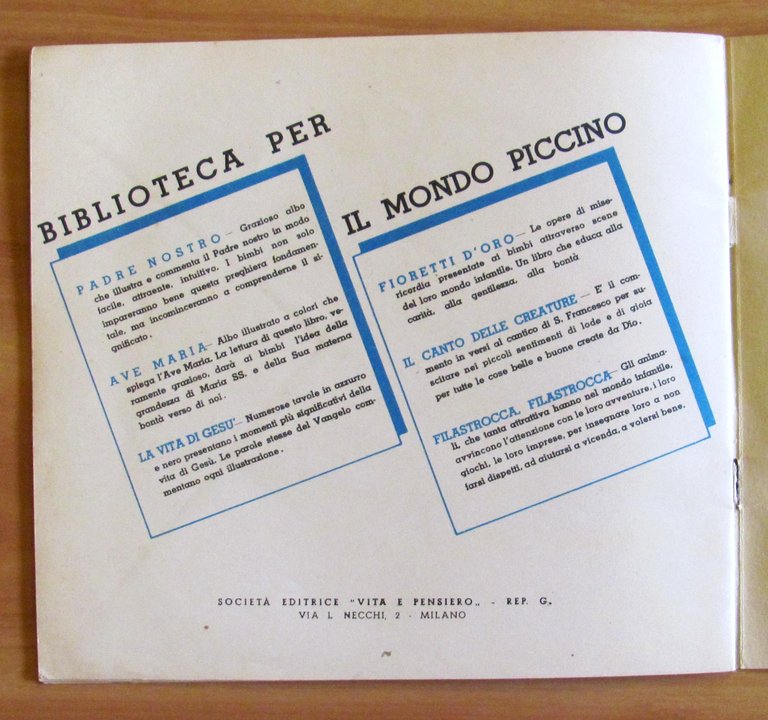 BIBLIOTECA PER
PADRE NOSTRO — Grazioso albo
che illustra e commenta il Padre nostro in modo
facile, attraente, intuitivo. I bimbi non solo
impareranno bene questa preghiera fondamen-
tale, ma incominceranno a comprenderne il si-
gnificato.
AVE MARIA — Albo illustrato a colori che
spiega l'Ave Maria. La lettura di questo libro, ve-
ramente grazioso, darà ai bimbi l'idea della
grandezza di Maria SS. e della Sua materna
bontà verso di noi.
LA VITA DI GESU' — Numerose tavole in azzurro
e nero presentano i momenti più significativi della
vita di Gesù. Le parole stesse del Vangelo com-
mentano ogni illustrazione.
IL MONDO PICCINO
FIORETTI D'ORO — Le opere di mise-
ricordia presentate ai bimbi attraverso scene
del loro mondo infantile. Un libro che educa alla
carità, alla gentilezza, alla bontà
IL CANTO DELLE CREATURE — E' il com-
mento in versi al cantico di S. Francesco per su-
scitare nei piccoli sentimenti di lode e di gioia
per tutte le cose belle e buone create da Dio.
FILASTROCCA, FILASTROCCA — Gli anima-
li, che tanta attrattiva hanno nel mondo infantile,
avvincono l'attenzione con le loro avventure, i loro
giochi, le loro imprese, per insegnare loro a non
farsi dispetti, ad aiutarsi a vicenda, a volersi bene.
SOCIETÀ EDITRICE "VITA E PENSIERO„ - REP. G.
VIA L. NECCHI, 2 - MILANO